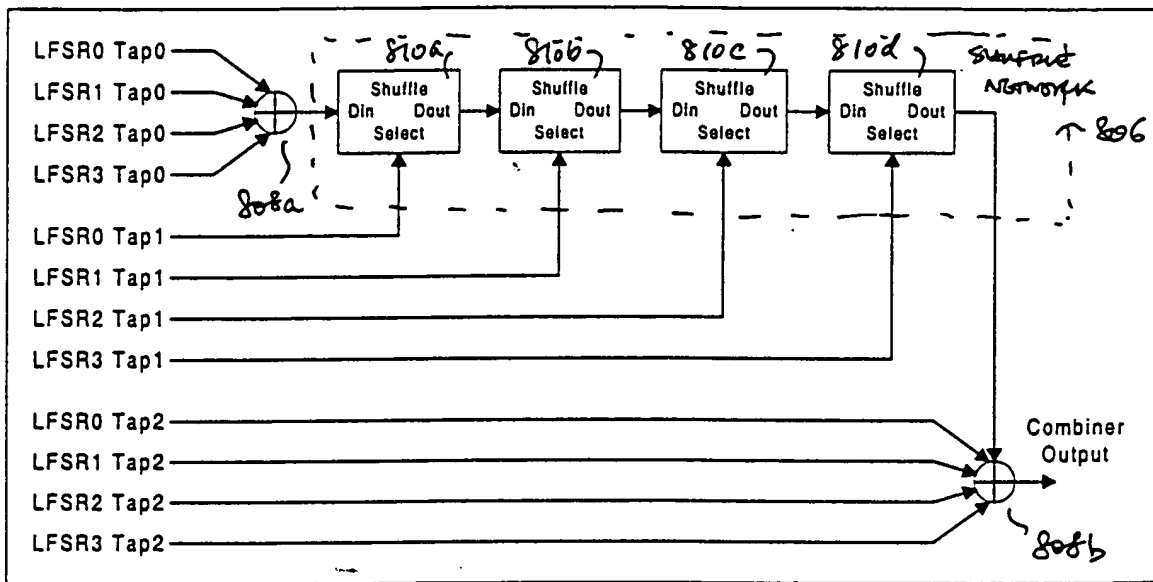 LFSR0 Tap0
LFSR1 Tap0
LFSR2 Tap0
LFSR3 Tap0
808a
810a
810b
810c
810d
SHUFFLE
NETWORK
806
Shuffle
Din Dout
Select
Shuffle
Din Dout
Select
Shuffle
Din Dout
Select
Shuffle
Din Dout
Select
LFSR0 Tap1
LFSR1 Tap1
LFSR2 Tap1
LFSR3 Tap1
LFSR0 Tap2
LFSR1 Tap2
LFSR2 Tap2
LFSR3 Tap2
Combiner
Output
808b